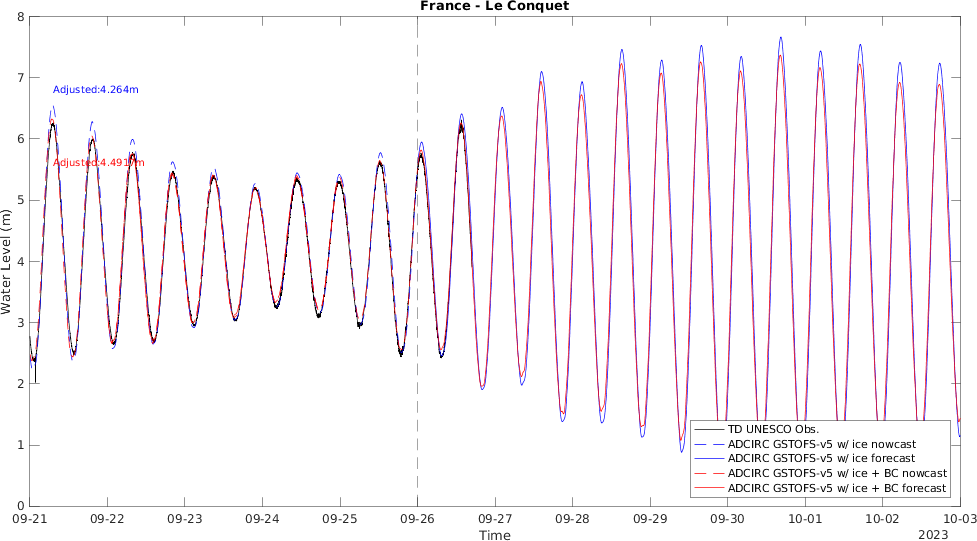 France - Le Conquet
8
7
6
5
4
3
2
1
0
Water Level (m)
Adjusted:4.264m
Adjusted:4.4917m
TD UNESCO Obs.
ADCIRC GSTOFS-v5 w/ ice nowcast
ADCIRC GSTOFS-v5 w/ ice forecast
ADCIRC GSTOFS-v5 w/ ice + BC nowcast
ADCIRC GSTOFS-v5 w/ ice + BC forecast
09-21 09-22 09-23 09-24 09-25 09-26 09-27 09-28 09-29 09-30 10-01 10-02 10-03
Time
2023